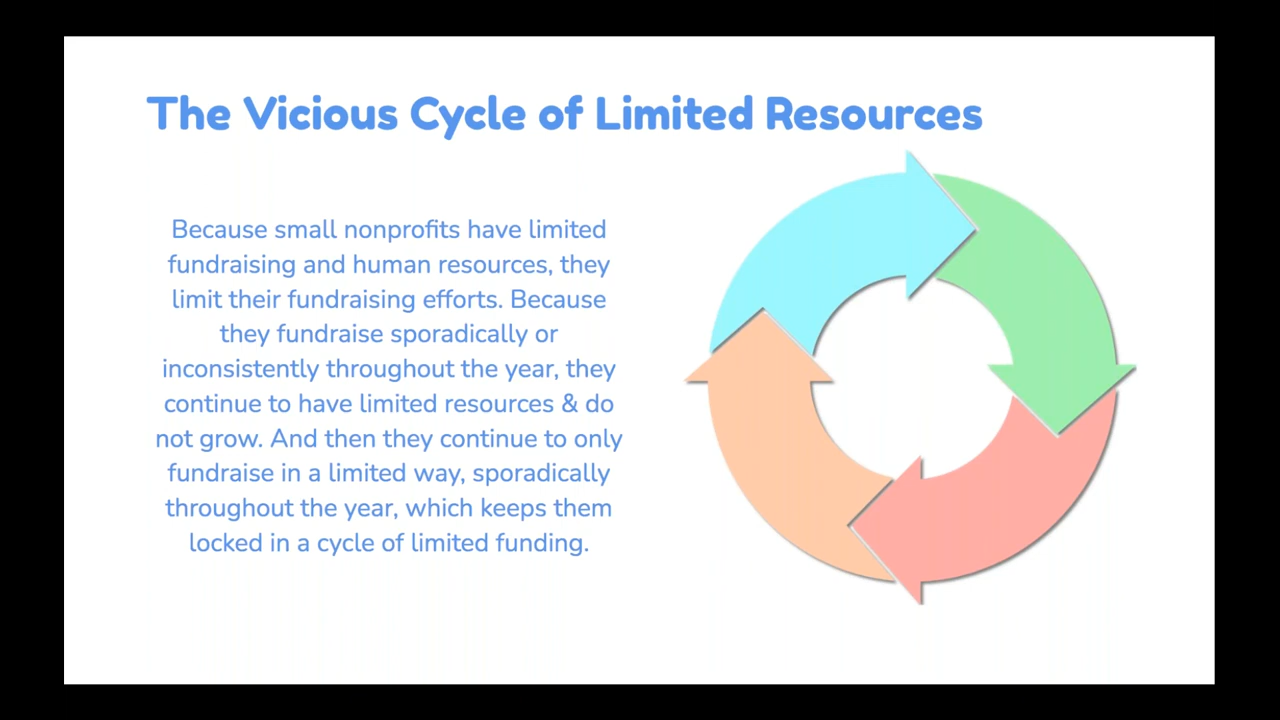 The Vicious Cycle of Limited Resources
Because small nonprofits have limited
fundraising and human resources, they
limit their fundraising efforts. Because
they fundraise sporadically or
inconsistently throughout the year, they
continue to have limited resources & do
not grow. And then they continue to only
fundraise in a limited way, sporadically
throughout the year, which keeps them
locked in a cycle of limited funding.